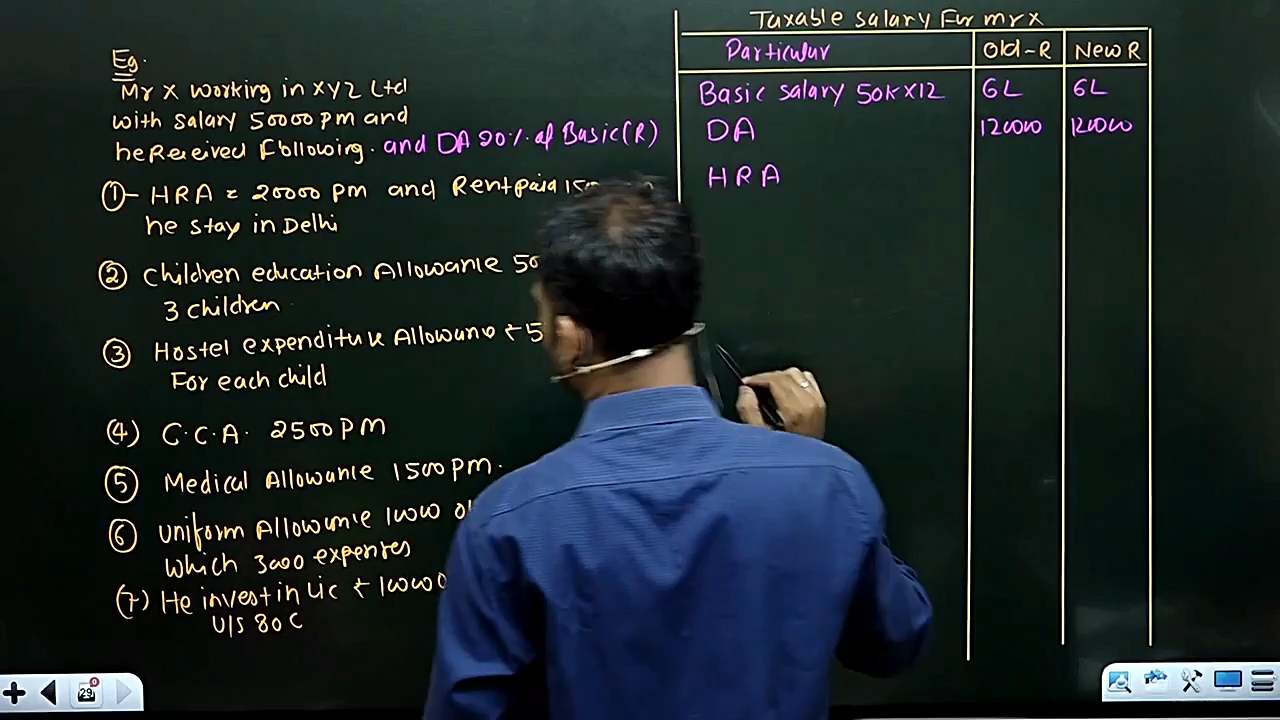 Eg.
Mr X working in XYZ Ltd
with salary 50000 pm and
he Received Following. and DA 20% of Basic (R)
① HRA = 20000 pm and Rent paid
he stay in Delhi
② Children education Allowance
3 children
③ Hostel expenditure Allowance ₹
For each child
(4) C.C.A. 2500 PM
⑤ Medical Allowance 1500 pm.
⑥ Uniform Allowance
which 3000 expenses
(7) He invest in Lic ₹
U/s 80C
Taxable salary For mr x
Particular Old-R New R
Basic salary 50K×12 6L 6L
DA 120000 120000
HRA
29